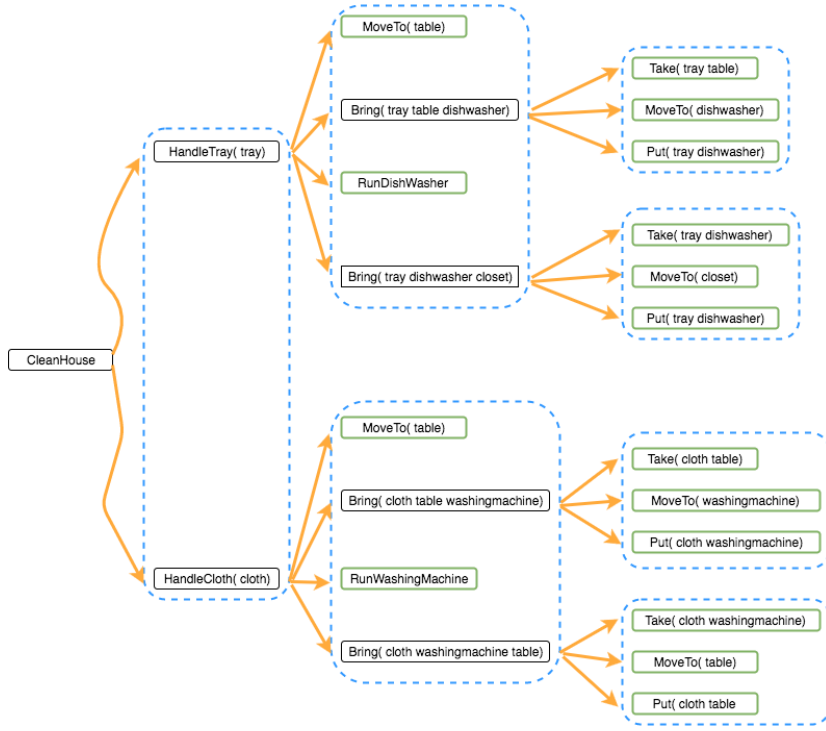 MoveTo( table)
Take( tray table)
Bring( tray table dishwasher)
MoveTo( dishwasher)
HandleTray( tray)
Put( tray dishwasher)
RunDishWasher
Take( tray dishwasher)
Bring( tray dishwasher closet)
MoveTo( closet)
Put( tray dishwasher)
CleanHouse
MoveTo( table)
Take( cloth table)
Bring( cloth table washingmachine)
MoveTo( washingmachine)
Put( cloth washingmachine)
HandleCloth( cloth)
RunWashingMachine
Take( cloth washingmachine)
Bring( cloth washingmachine table)
MoveTo( table)
Put( cloth table